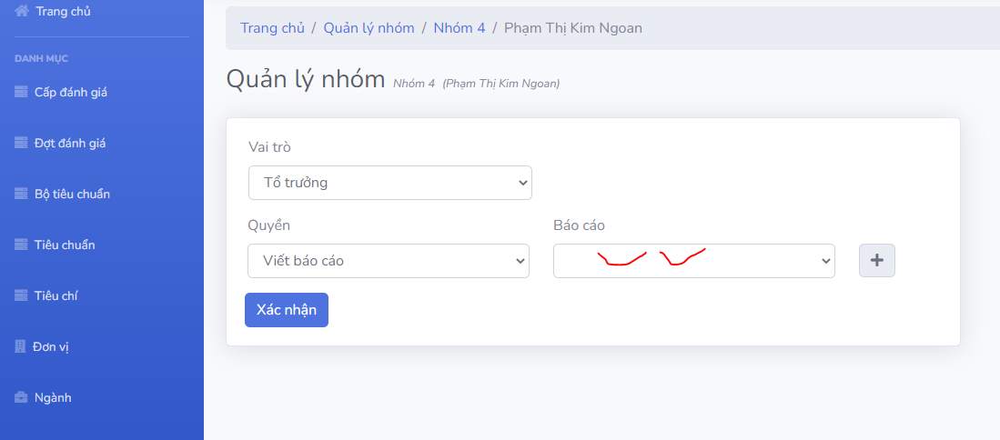 Trang chủ
DANH MỤC
Cấp đánh giá
Đợt đánh giá
Bộ tiêu chuẩn
Tiêu chuẩn
Tiêu chí
Đơn vị
Ngành
Trang chủ / Quản lý nhóm / Nhóm 4 / Phạm Thị Kim Ngoan
Quản lý nhóm Nhóm 4 (Phạm Thị Kim Ngoan)
Vai trò
Tổ trưởng
Quyền Báo cáo
Viết báo cáo
Xác nhận